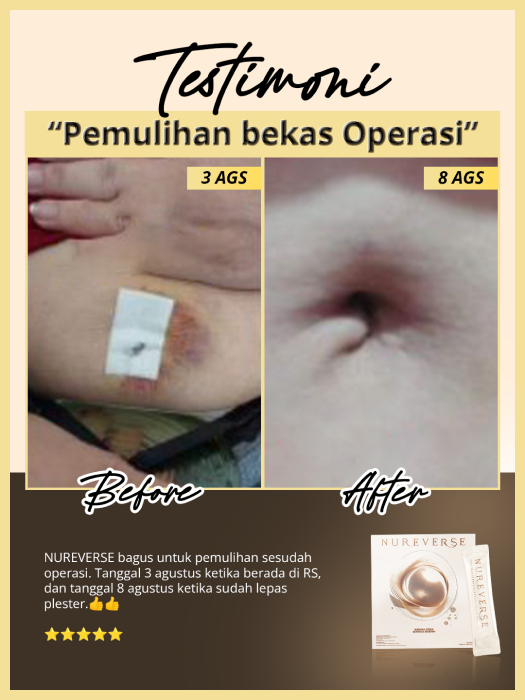 Testimoni
“Pemulihan bekas Operasi”
3 AGS
8 AGS
Before
After
NUREVERSE bagus untuk pemulihan sesudah
operasi. Tanggal 3 agustus ketika berada di RS,
dan tanggal 8 agustus ketika sudah lepas
plester.👍👍
NUREVERSE
NUREVERSE